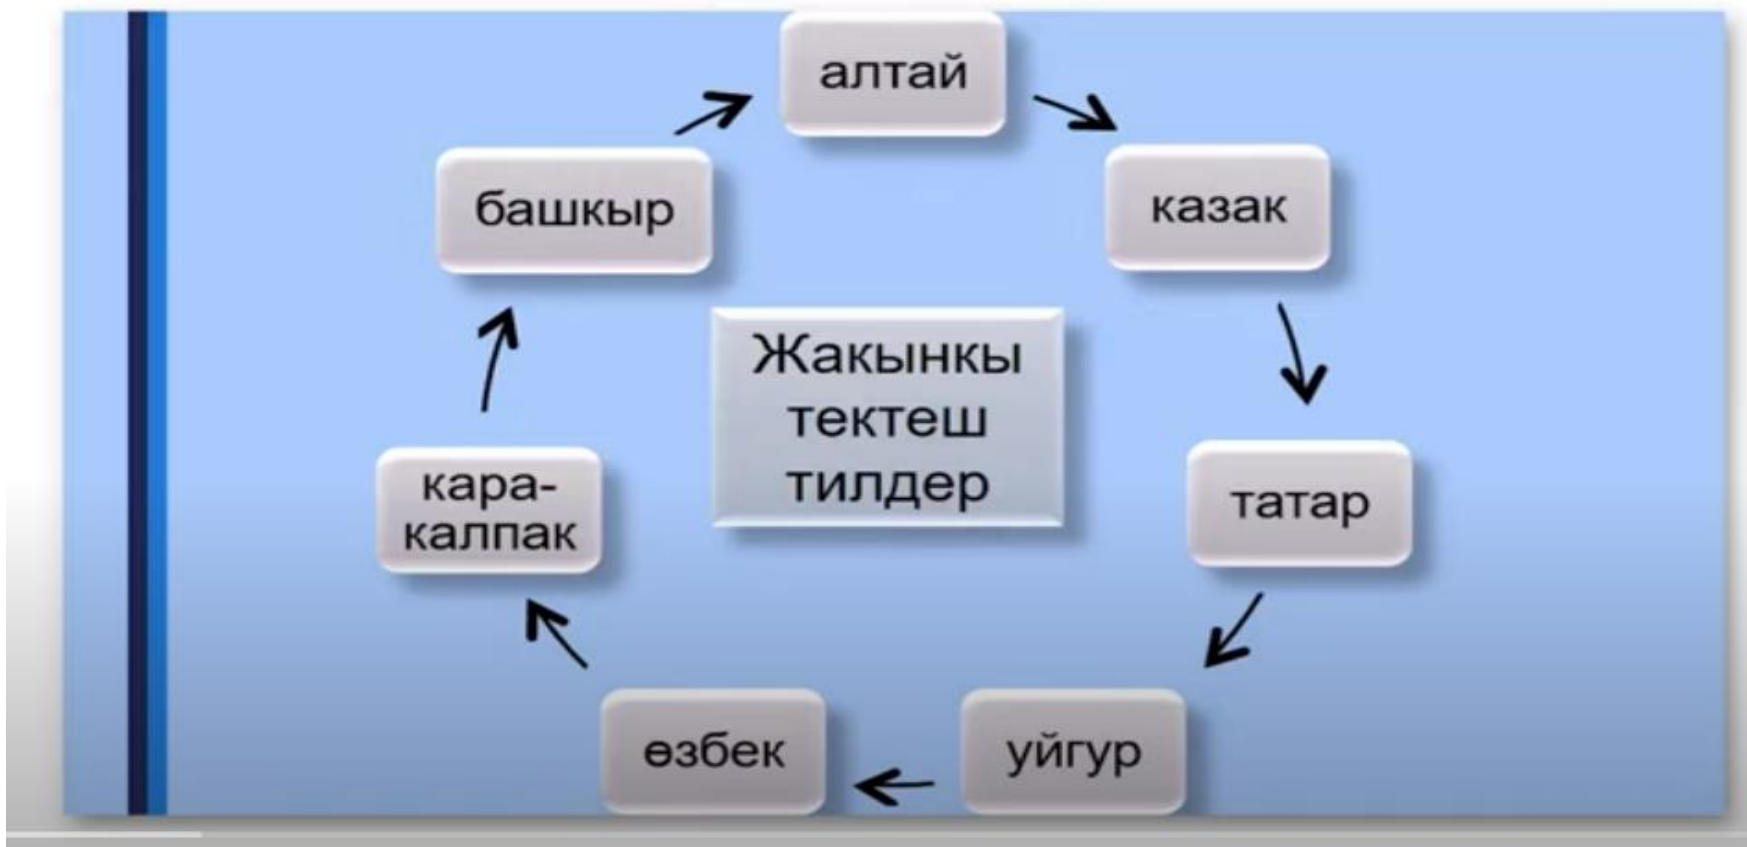 алтай
казак
татар
уйгур
өзбек
кара-
калпак
башкыр
Жакынкы
тектеш
тилдер